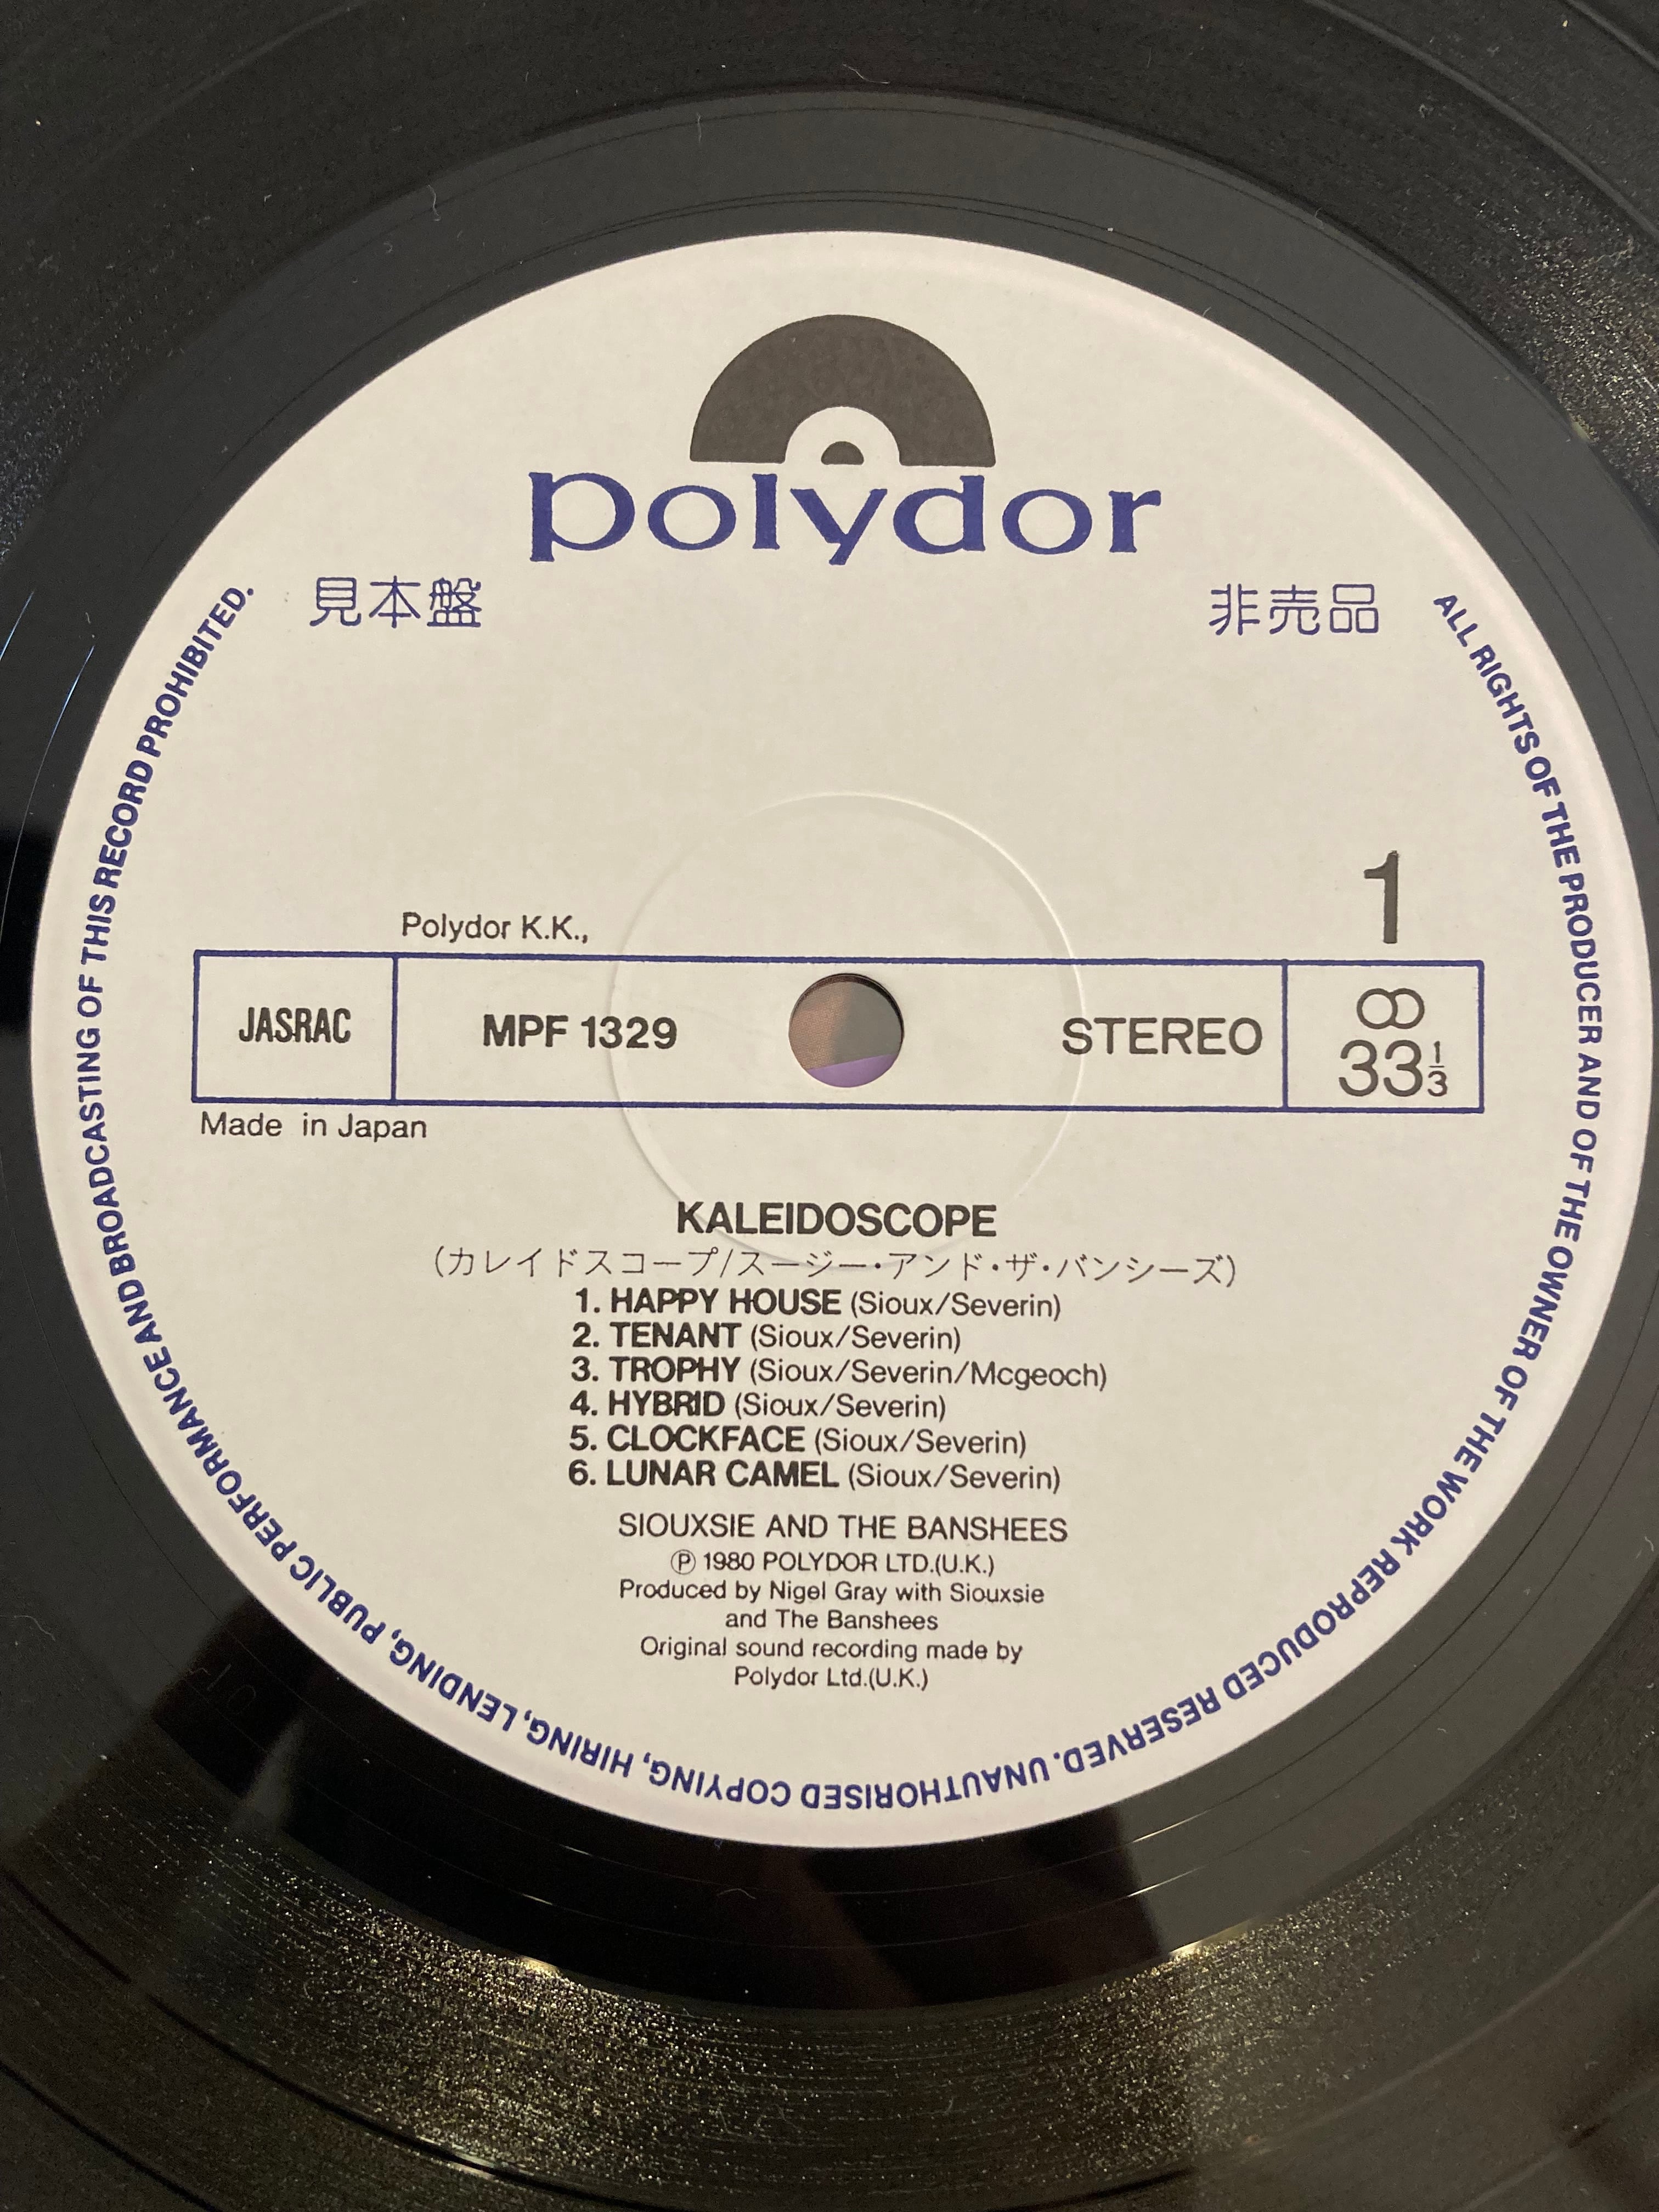 polydor
見本盤
非売品
1
Polydor K.K.,
JASRAC
MPF 1329
STEREO
33 1/3
Made in Japan
KALEIDOSCOPE
(カレイドスコープ/スージー・アンド・ザ・バンシーズ)
1. HAPPY HOUSE (Sioux/Severin)
2. TENANT (Sioux/Severin)
3. TROPHY (Sioux/Severin/Mcgeoch)
4. HYBRID (Sioux/Severin)
5. CLOCKFACE (Sioux/Severin)
6. LUNAR CAMEL (Sioux/Severin)
SIOUXSIE AND THE BANSHEES
Ⓟ 1980 POLYDOR LTD.(U.K.)
Produced by Nigel Gray with Siouxsie
and The Banshees
Original sound recording made by
Polydor Ltd.(U.K.)
ALL RIGHTS OF THE PRODUCER AND OF THE OWNER OF THE WORK REPRODUCED RESERVED. UNAUTHORISED COPYING, HIRING, LENDING, PUBLIC PERFORMANCE AND BROADCASTING OF THIS RECORD PROHIBITED.